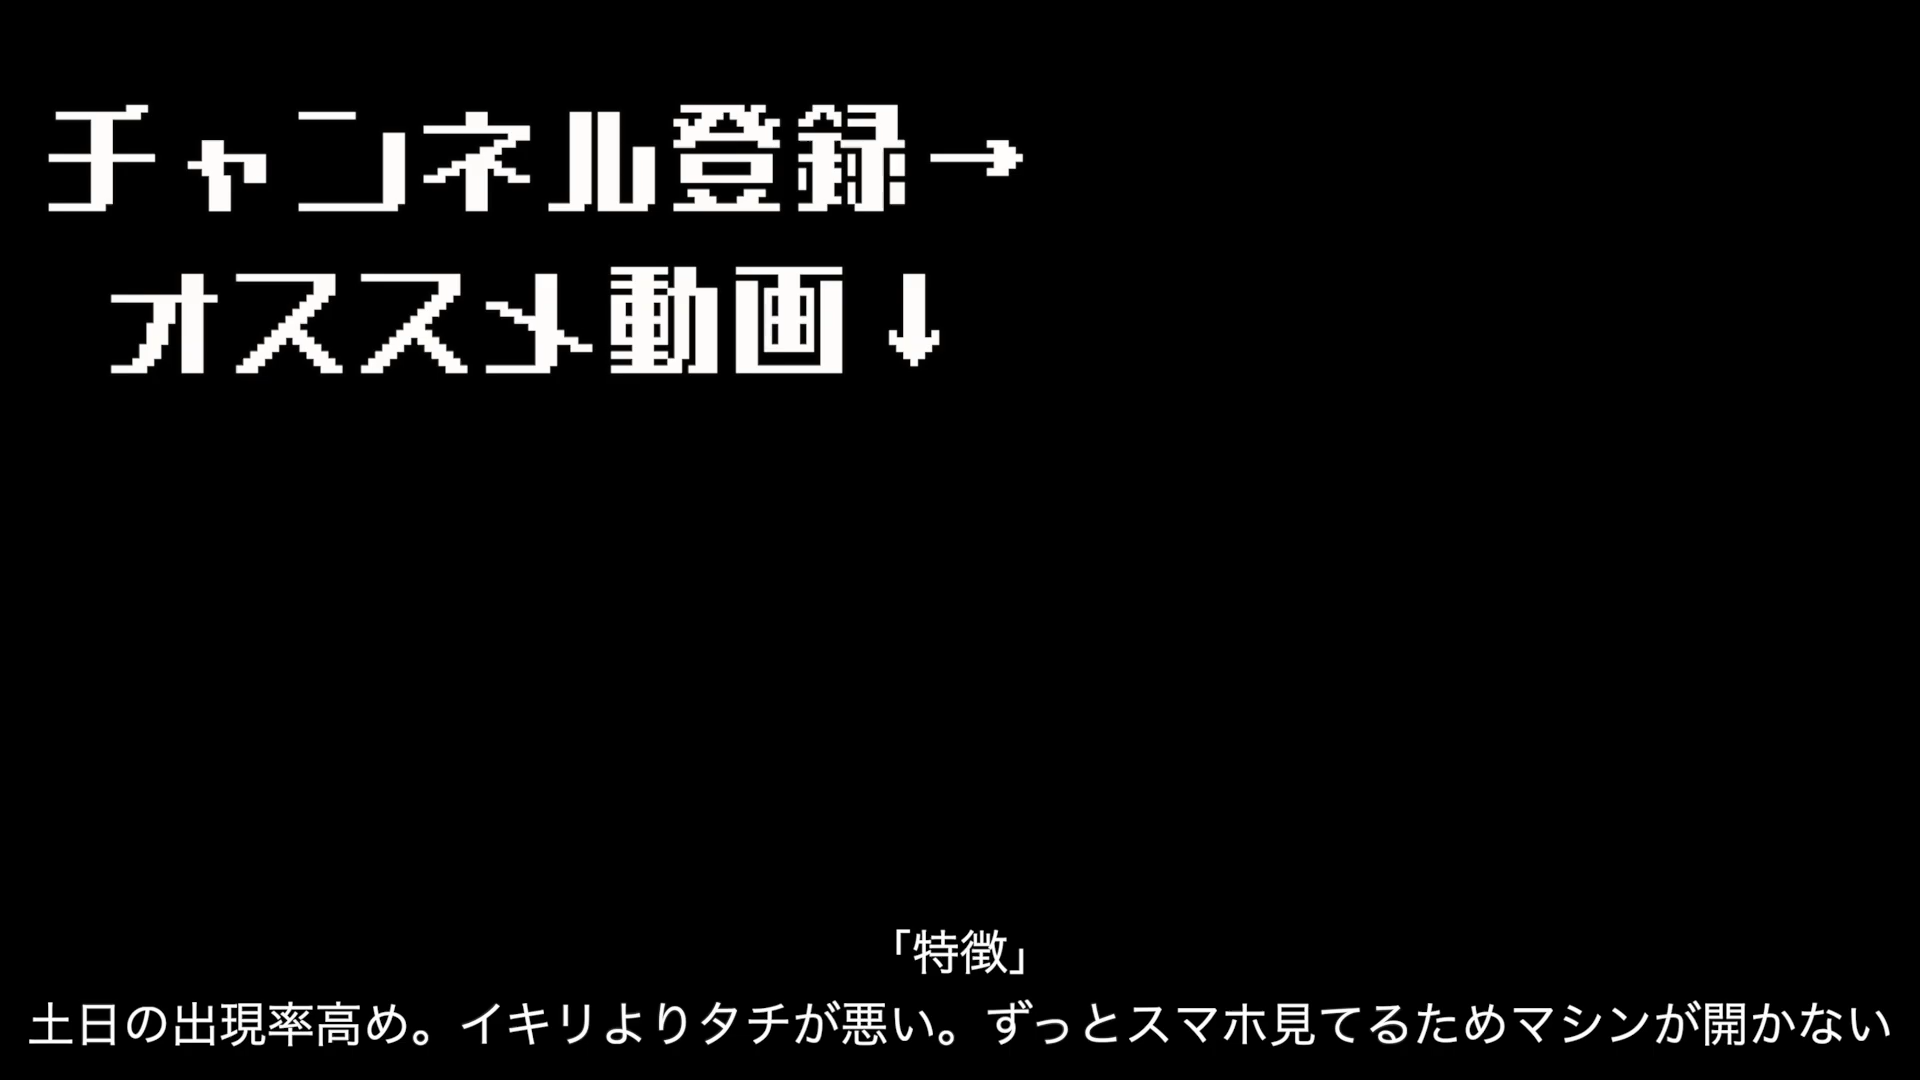 チャンネル登録→
オススメ動画↓
「特徴」
土日の出現率高め。イキリよりタチが悪い。ずっとスマホ見てるためマシンが開かない